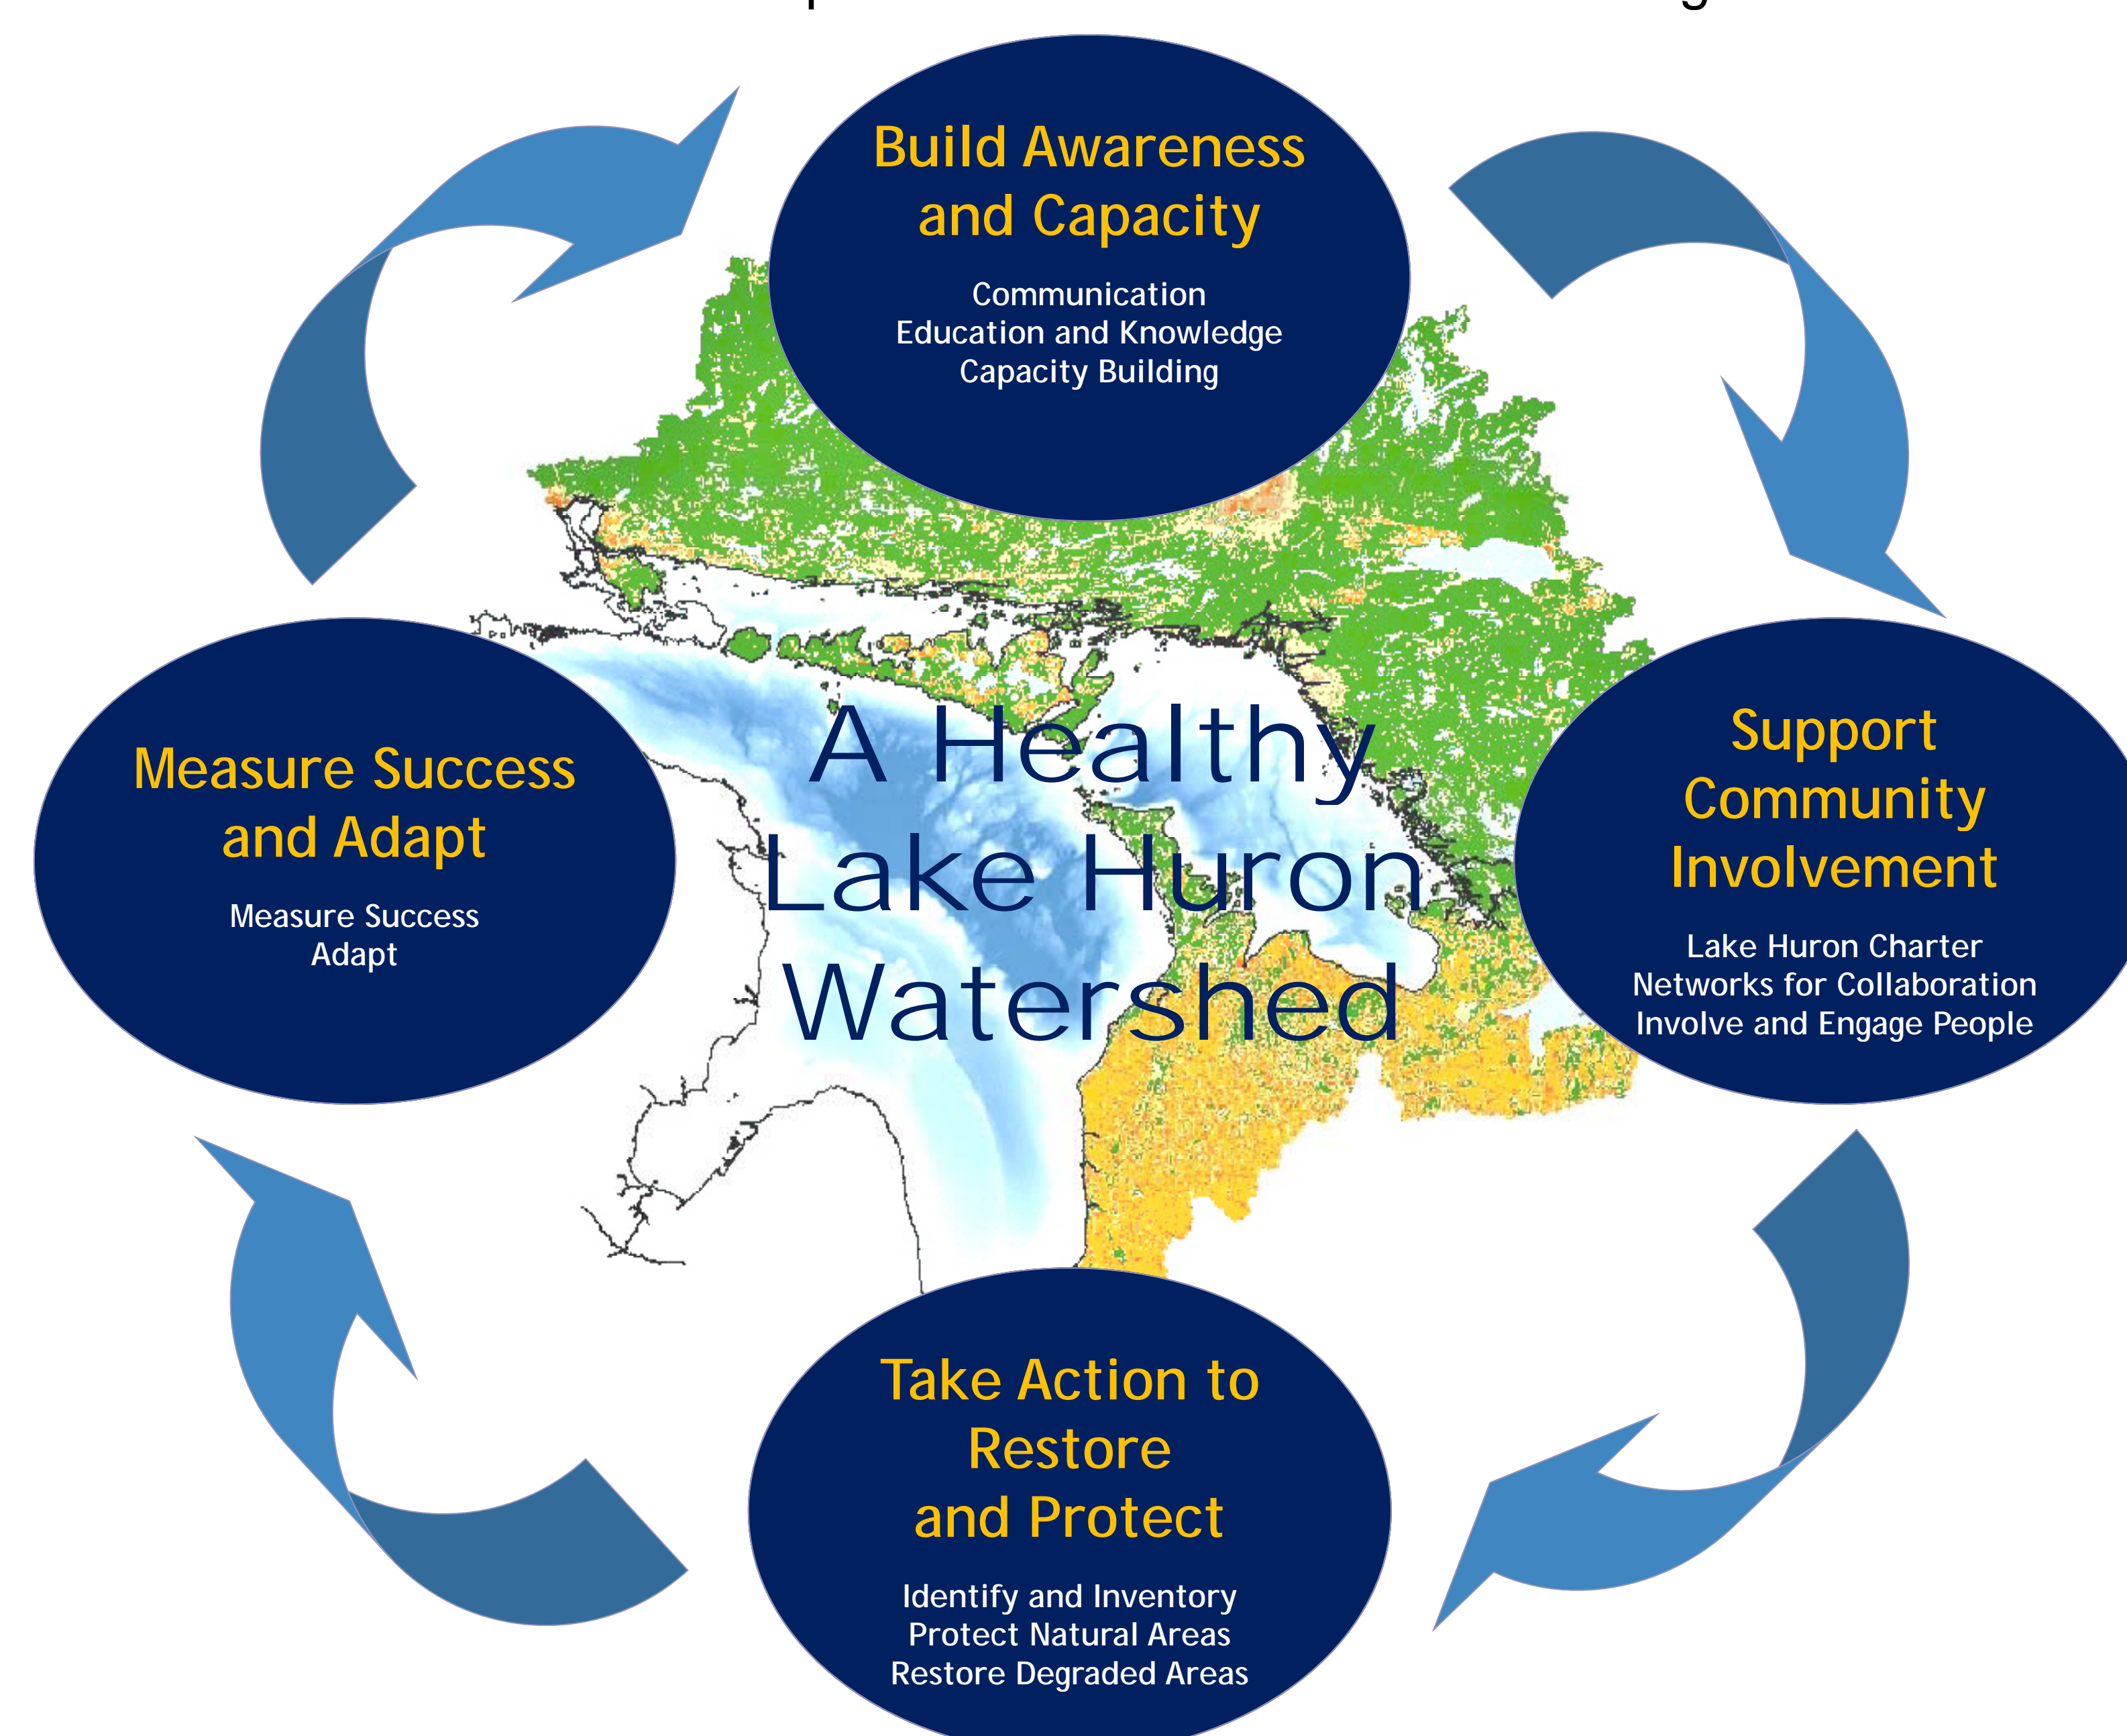 Build Awareness
and Capacity
Communication
Education and Knowledge
Capacity Building
Support
Community
Involvement
Lake Huron Charter
Networks for Collaboration
Involve and Engage People
Take Action to
Restore
and Protect
Identify and Inventory
Protect Natural Areas
Restore Degraded Areas
Measure Success
and Adapt
Measure Success
Adapt
A Healthy
Lake Huron
Watershed